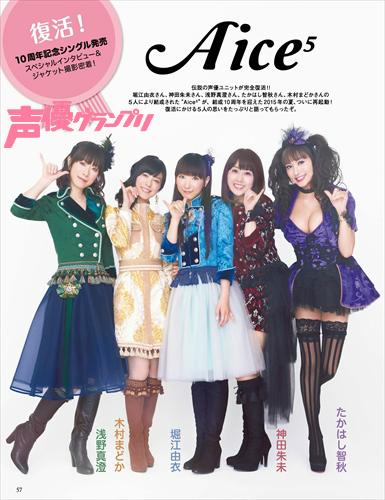 復活！
10周年記念シングル発売
スペシャルインタビュー&
ジャケット撮影密着！
声優グランプリ
Aice⁵
伝説の声優ユニットが完全復活!!
堀江由衣さん、神田朱未さん、浅野真澄さん、たかはし智秋さん、木村まどかさんの
5人により結成された“Aice⁵”が、結成10周年を迎えた2015年の夏、ついに再起動！
復活にかける5人の思いをたっぷりと語ってもらったぞ。
浅野真澄
木村まどか
堀江由衣
神田朱未
たかはし智秋
57